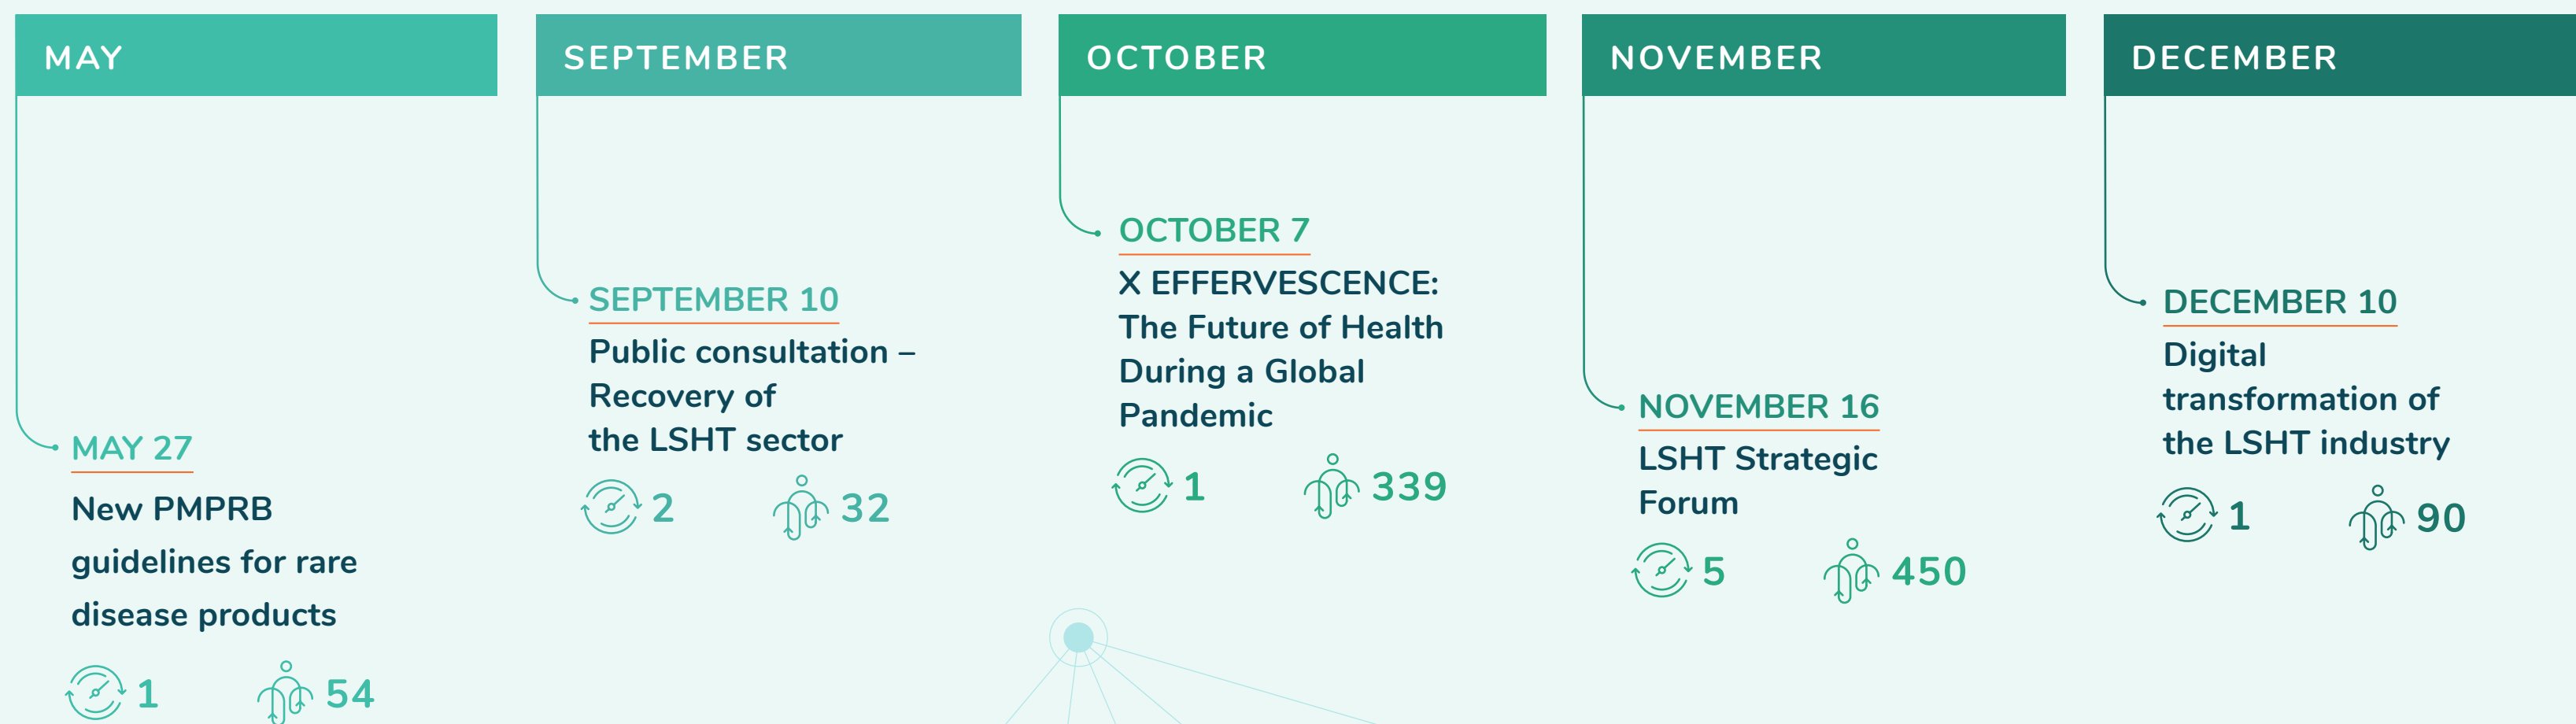 MAY
MAY 27
New PMPRB
guidelines for rare
disease products
1
54
SEPTEMBER
SEPTEMBER 10
Public consultation –
Recovery of
the LSHT sector
2
32
OCTOBER
OCTOBER 7
X EFFERVESCENCE:
The Future of Health
During a Global
Pandemic
1
339
NOVEMBER
NOVEMBER 16
LSHT Strategic
Forum
5
450
DECEMBER
DECEMBER 10
Digital
transformation of
the LSHT industry
1
90